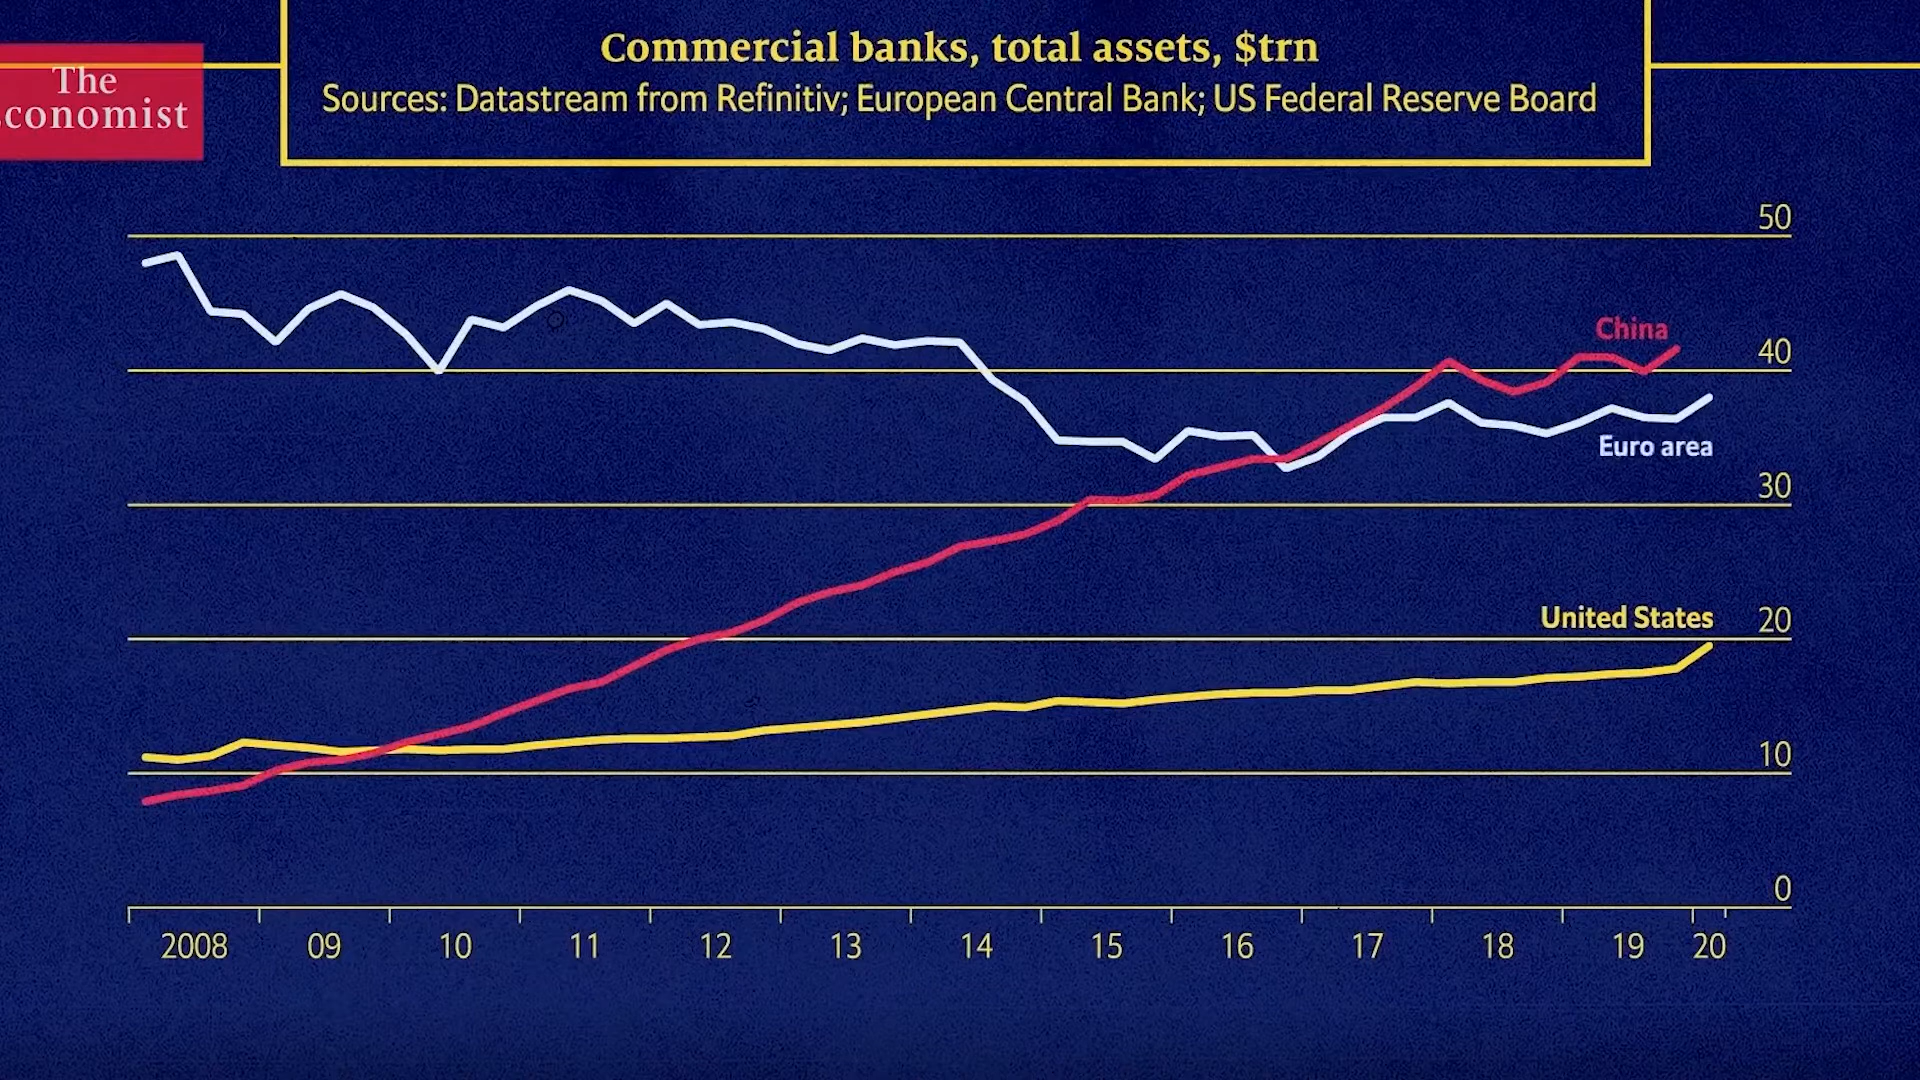 Commercial banks, total assets, $trn
Sources: Datastream from Refinitiv; European Central Bank; US Federal Reserve Board
The
conomist
50
China
40
Euro area
30
United States
20
10
0
2008 09 10 11 12 13 14 15 16 17 18 19 20